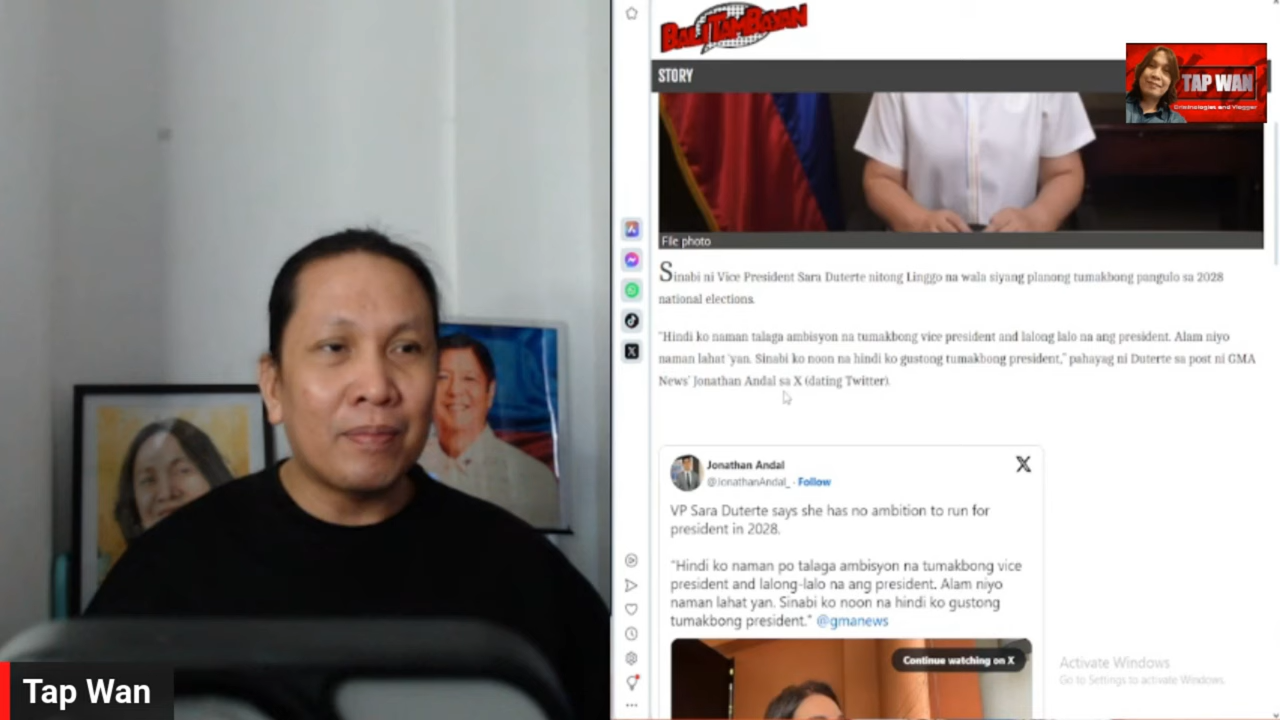 BALITAMBAYAN
STORY
TAP WAN
Criminologist and Vlogger
File photo
Sinabi ni Vice President Sara Duterte nitong Linggo na wala siyang planong tumakbong pangulo sa 2028
national elections.
"Hindi ko naman talaga ambisyon na tumakbong vice president and lalong lalo na ang president. Alam niyo
naman lahat 'yan. Sinabi ko noon na hindi ko gustong tumakbong president," pahayag ni Duterte sa post ni GMA
News' Jonathan Andal sa X (dating Twitter).
Jonathan Andal
@JonathanAndal_ · Follow
VP Sara Duterte says she has no ambition to run for
president in 2028.
"Hindi ko naman po talaga ambisyon na tumakbong vice
president and lalong-lalo na ang president. Alam niyo
naman lahat yan. Sinabi ko noon na hindi ko gustong
tumakbong president." @gmanews
Continue watching on X
Activate Windows
Go to Settings to activate Windows.
Tap Wan